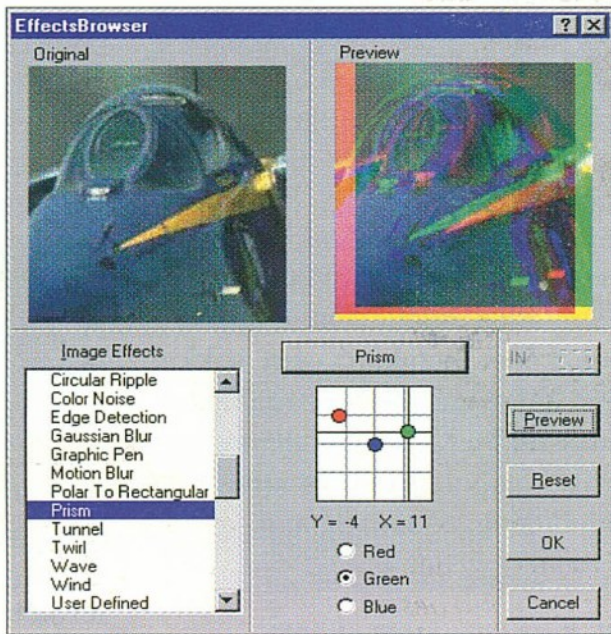 EffectsBrowser
Original
Preview
Image Effects
Circular Ripple
Color Noise
Edge Detection
Gaussian Blur
Graphic Pen
Motion Blur
Polar To Rectangular
Prism
Tunnel
Twirl
Wave
Wind
User Defined
Prism
Y = -4 X = 11
Red
Green
Blue
Preview
Reset
OK
Cancel